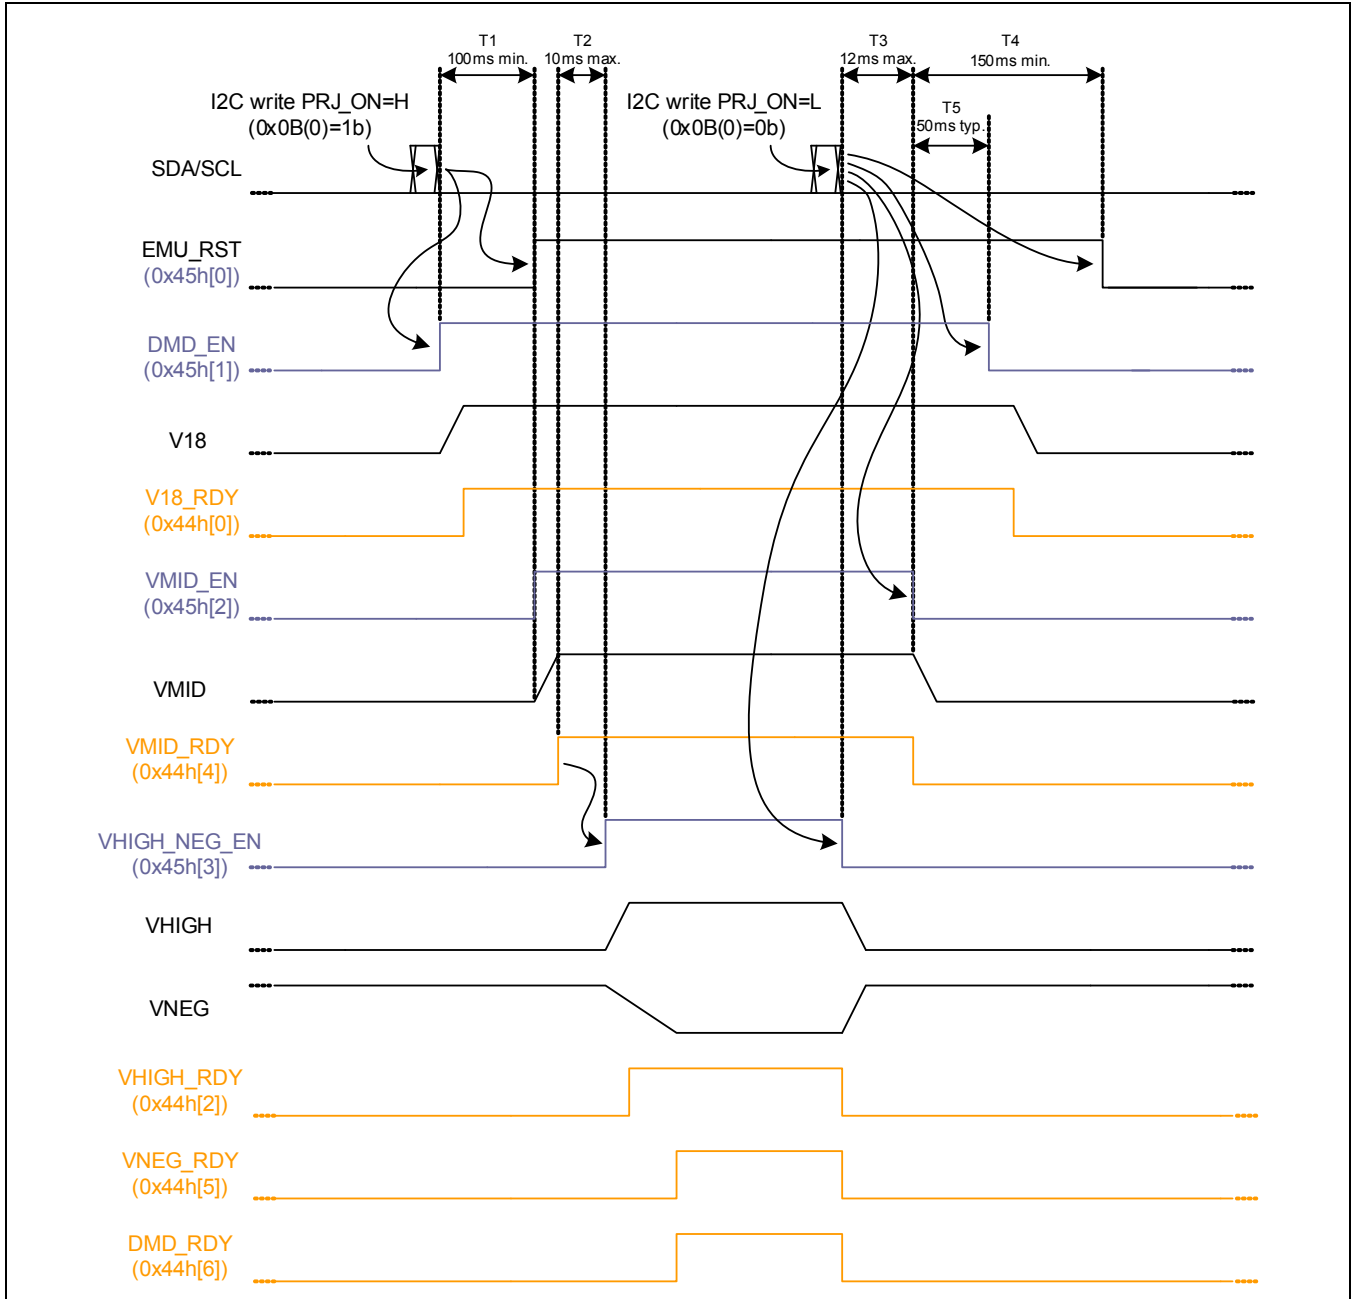 T1
100ms min.
T2
10ms max.
T3
12ms max.
T4
150ms min.
I2C write PRJ_ON=H
(0x0B(0)=1b)
I2C write PRJ_ON=L
(0x0B(0)=0b)
T5
50ms typ.
SDA/SCL
EMU_RST
(0x45h[0])
DMD_EN
(0x45h[1])
V18
V18_RDY
(0x44h[0])
VMID_EN
(0x45h[2])
VMID
VMID_RDY
(0x44h[4])
VHIGH_NEG_EN
(0x45h[3])
VHIGH
VNEG
VHIGH_RDY
(0x44h[2])
VNEG_RDY
(0x44h[5])
DMD_RDY
(0x44h[6])